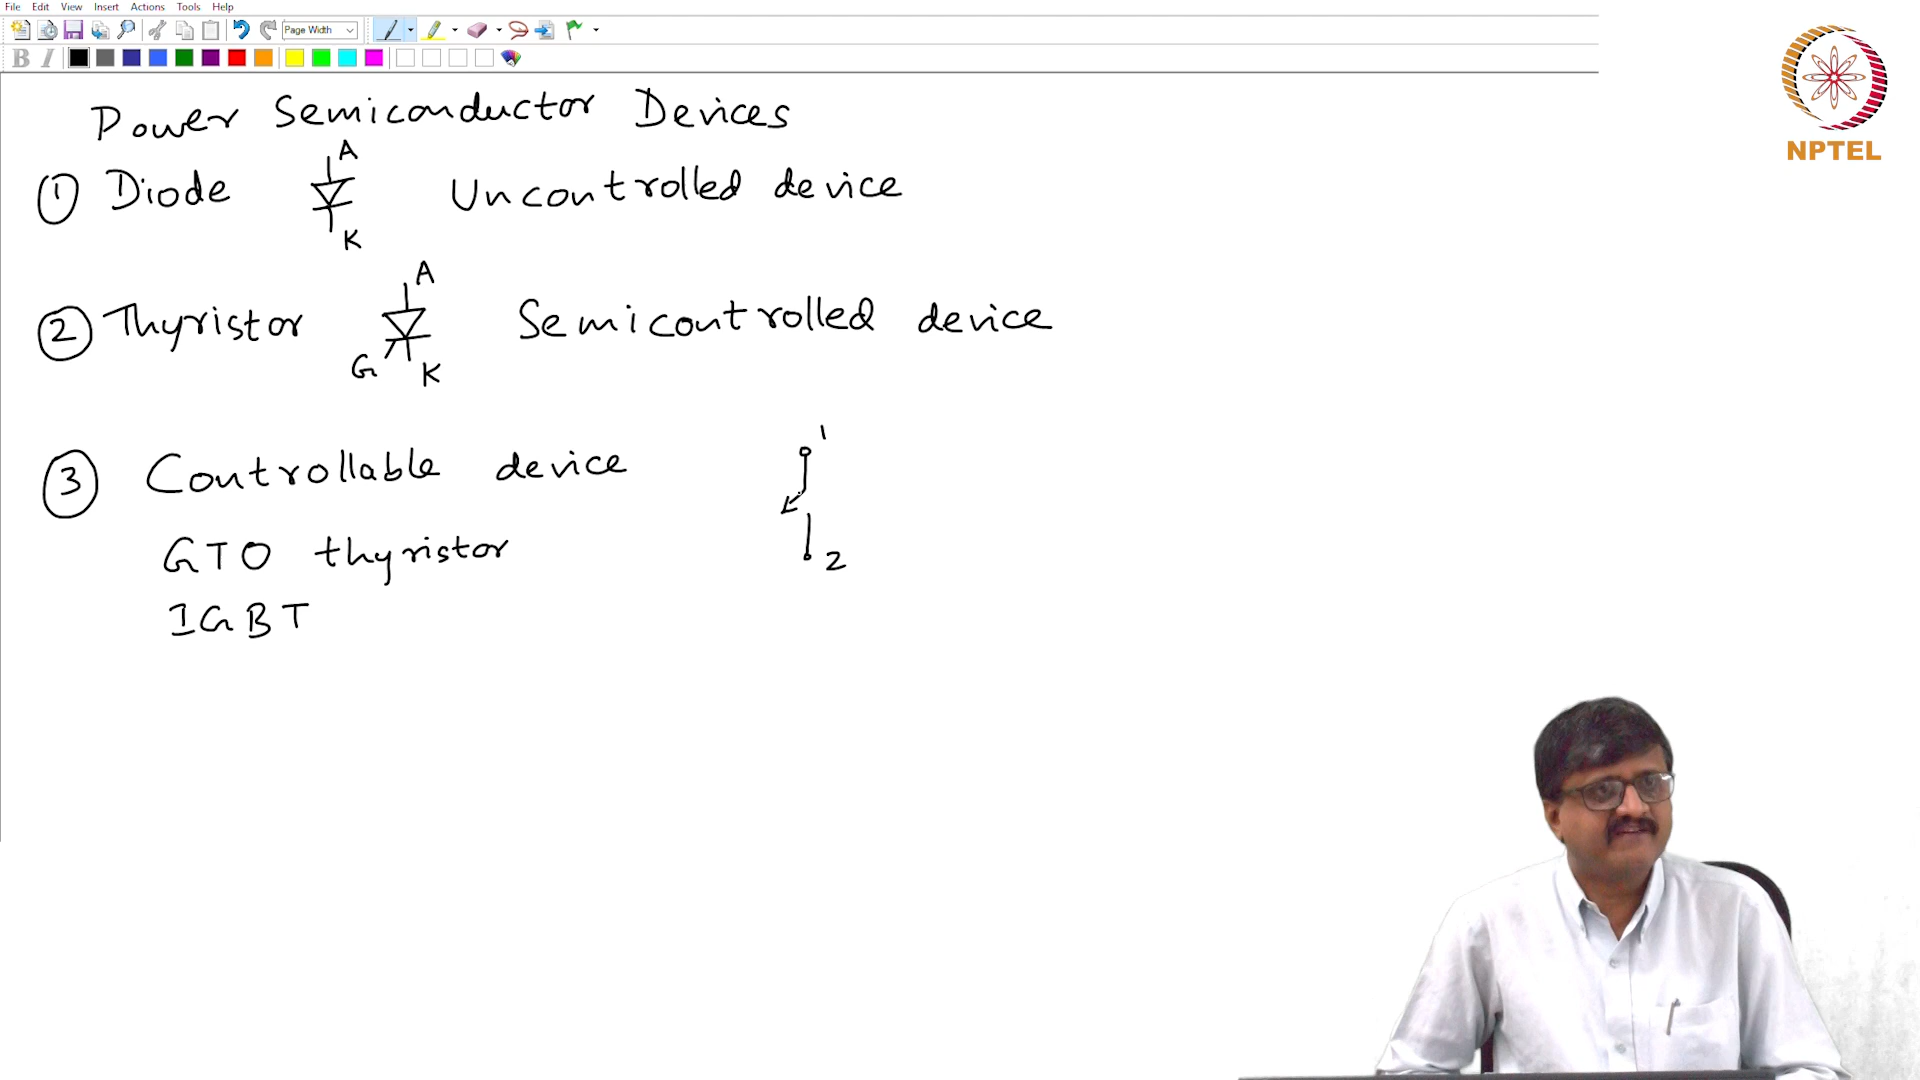 File Edit View Insert Actions Tools Help
Page Width
B I
NPTEL
Power Semiconductor Devices
① Diode A K Uncontrolled device
② Thyristor A G K Semicontrolled device
③ Controllable device 1
GTO thyristor 2
IGBT